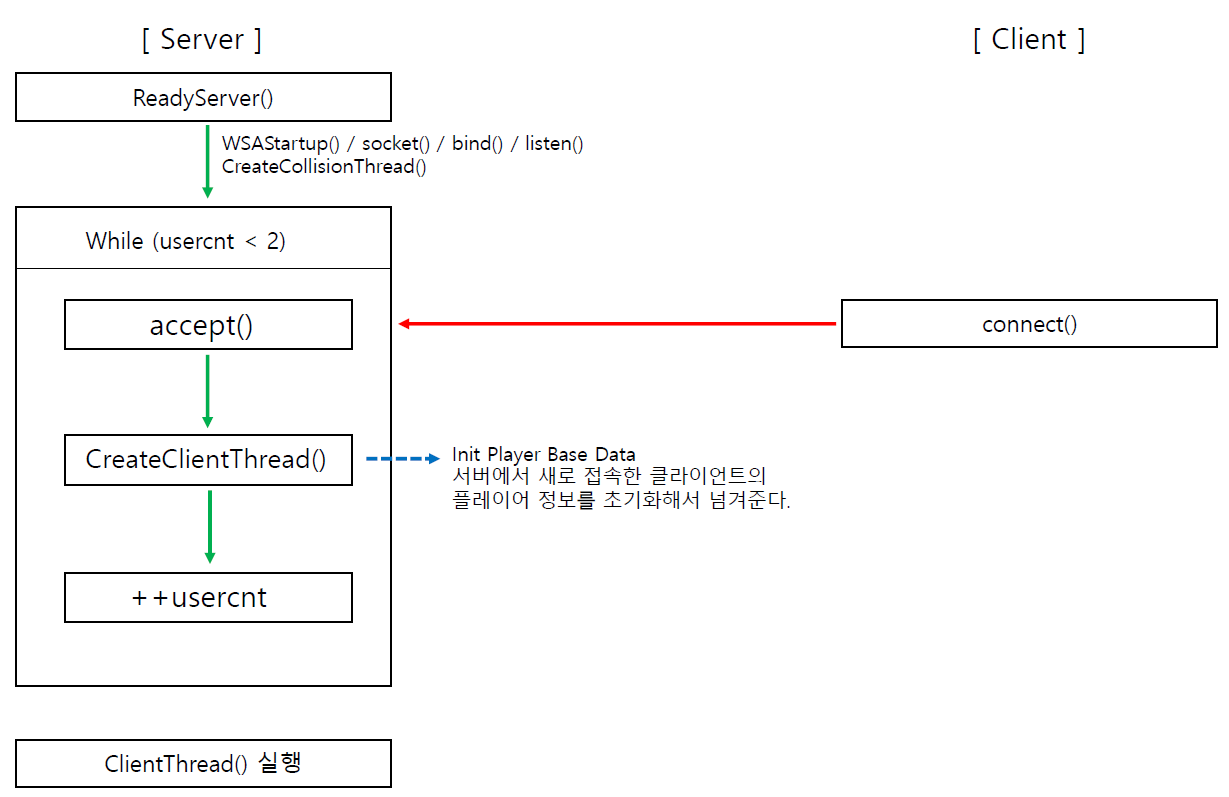 [ Server ]
[ Client ]
ReadyServer()
WSAStartup() / socket() / bind() / listen()
CreateCollisionThread()
While (usercnt < 2)
accept()
connect()
CreateClientThread()
Init Player Base Data
서버에서 새로 접속한 클라이언트의
플레이어 정보를 초기화해서 넘겨준다.
++usercnt
ClientThread() 실행